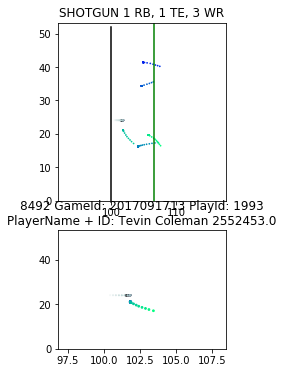 SHOTGUN 1 RB, 1 TE, 3 WR
50
40
30
20
10
0
100 110
8492 GameId: 2017091713 PlayId: 1993
PlayerName + ID: Tevin Coleman 2552453.0
40
20
0
97.5 100.0 102.5 105.0 107.5